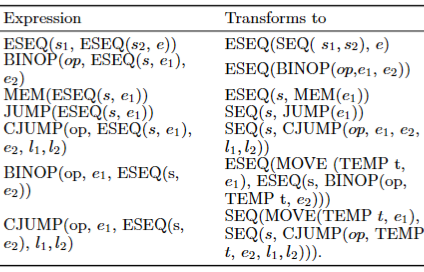 Expression Transforms to
ESEQ(s1, ESEQ(s2, e)) ESEQ(SEQ( s1, s2), e)
BINOP(op, ESEQ(s, e1), e2) ESEQ(BINOP(op,e1, e2))
MEM(ESEQ(s, e1)) ESEQ(s, MEM(e1))
JUMP(ESEQ(s, e1)) SEQ(s, JUMP(e1))
CJUMP(op, ESEQ(s, e1), SEQ(s, CJUMP(op, e1, e2,
e2, l1,l2) l1,l2))
BINOP(op, e1, ESEQ(s, e2)) ESEQ(MOVE (TEMP t,
e1), ESEQ(s, BINOP(op,
TEMP t, e2)))
CJUMP(op, e1, ESEQ(s, e2), l1,l2) SEQ(MOVE(TEMP t, e1),
SEQ(s, CJUMP(op, TEMP
t, e2, l1,l2))).